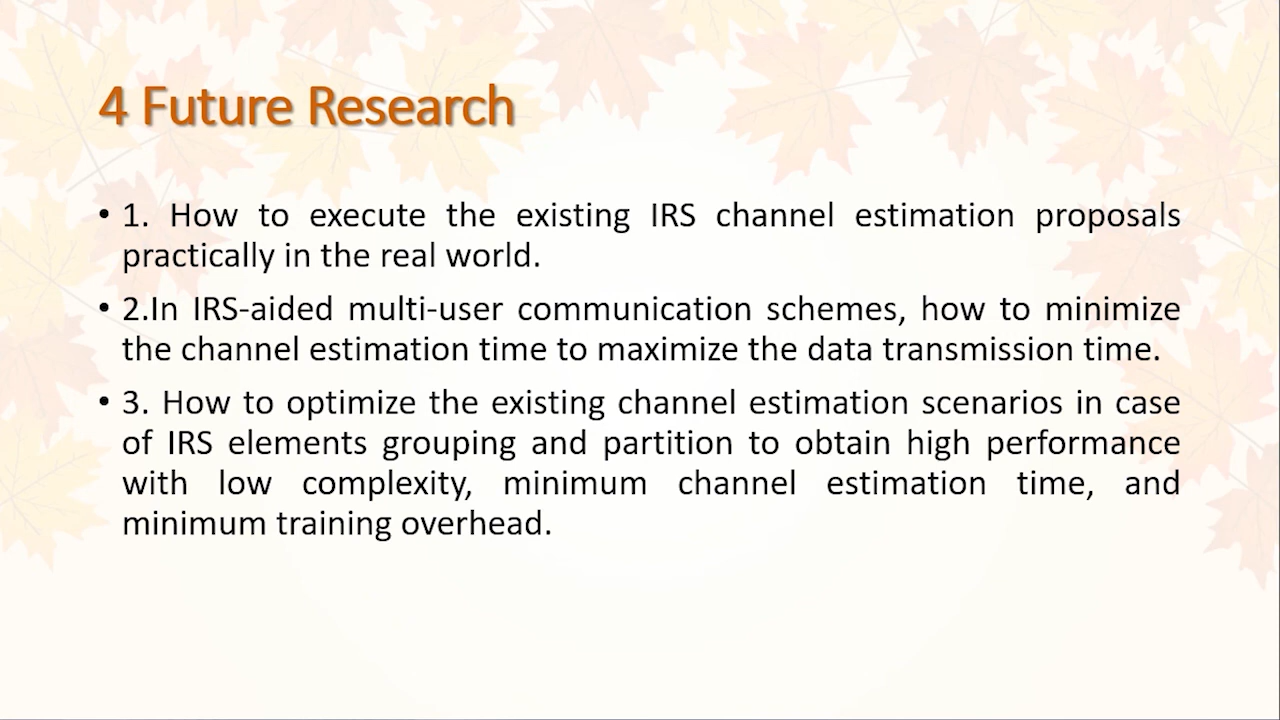 4 Future Research
• 1. How to execute the existing IRS channel estimation proposals
practically in the real world.
• 2.In IRS-aided multi-user communication schemes, how to minimize
the channel estimation time to maximize the data transmission time.
• 3. How to optimize the existing channel estimation scenarios in case
of IRS elements grouping and partition to obtain high performance
with low complexity, minimum channel estimation time, and
minimum training overhead.